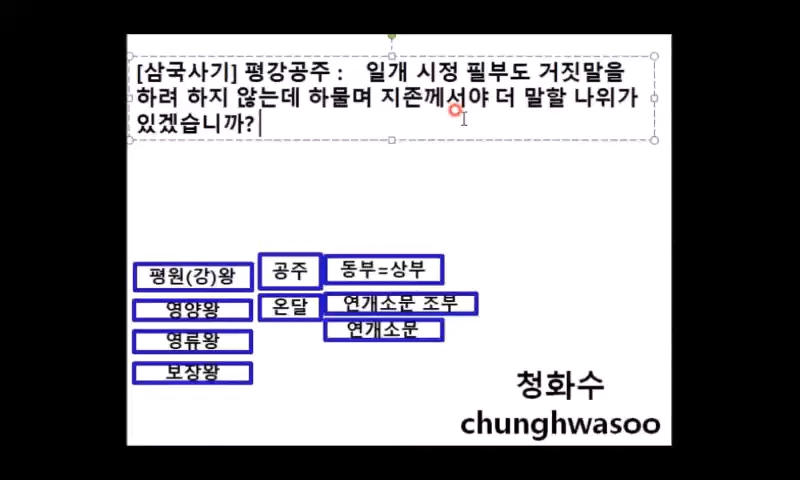 [삼국사기] 평강공주 : 일개 시정 필부도 거짓말을
하려 하지 않는데 하물며 지존께서야 더 말할 나위가
있겠습니까?
평원(강)왕 공주 동부=상부
영양왕 온달 연개소문 조부
영류왕 연개소문
보장왕
청화수
chunghwasoo